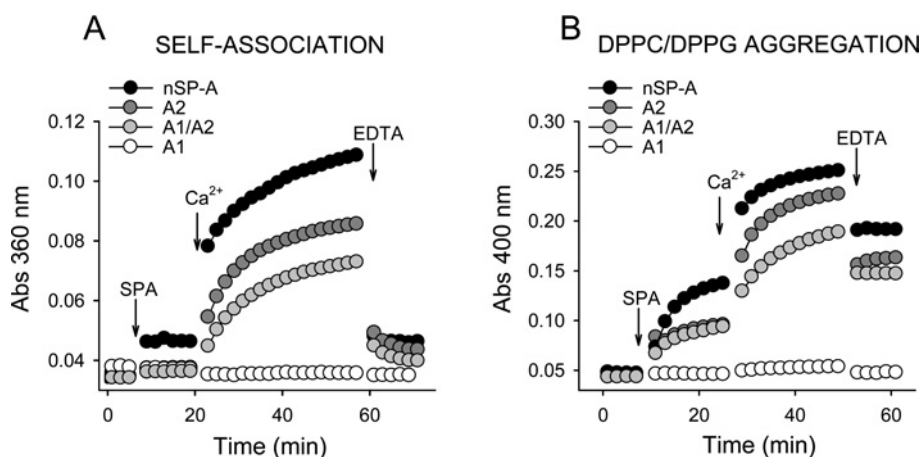 A
SELF-ASSOCIATION
nSP-A
A2
A1/A2
A1
0.12
0.10
0.08
0.06
0.04
Abs 360 nm
SPA
Ca²⁺
EDTA
0 20 40 60
Time (min)
B
DPPC/DPPG AGGREGATION
nSP-A
A2
A1/A2
A1
0.30
0.25
0.20
0.15
0.10
0.05
Abs 400 nm
SPA
Ca²⁺
EDTA
0 20 40 60
Time (min)